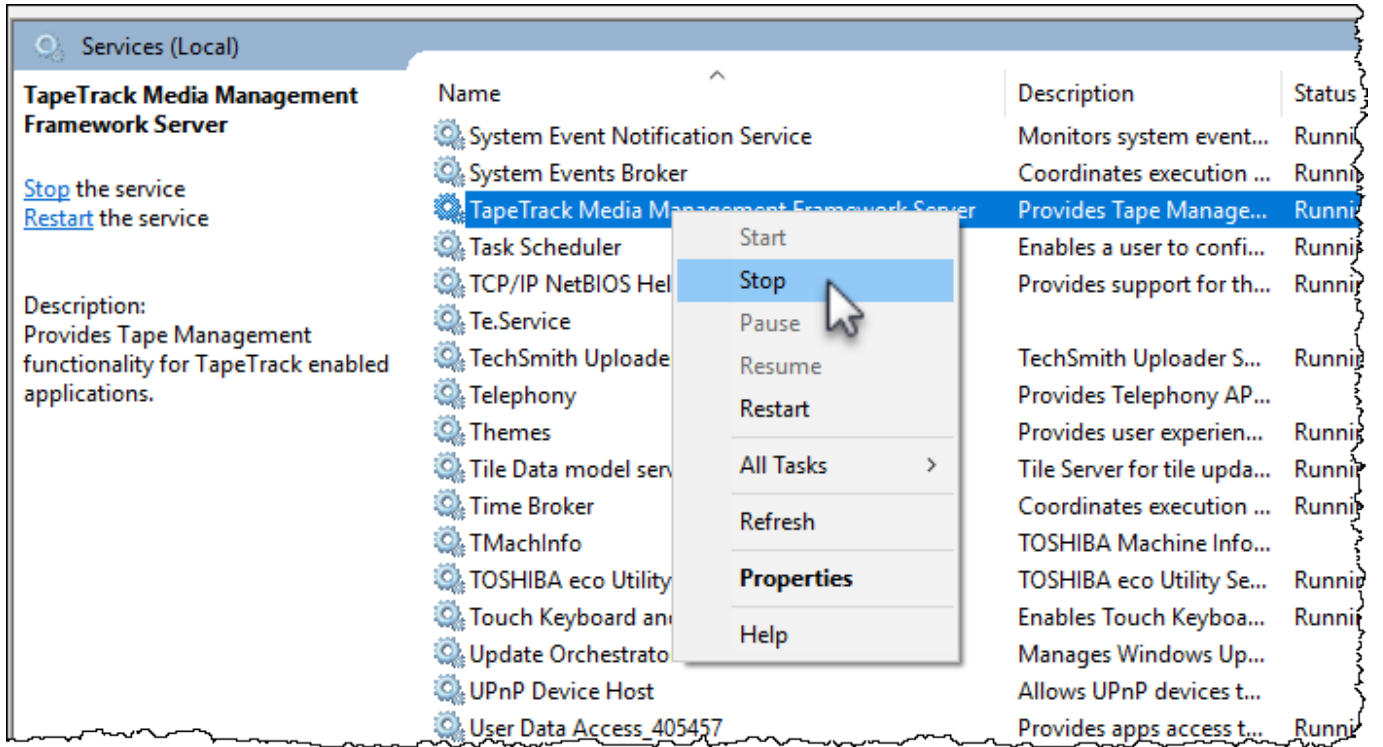 Services (Local)
TapeTrack Media Management
Framework Server
Stop the service
Restart the service
Description:
Provides Tape Management
functionality for TapeTrack enabled
applications.
Name Description Status
System Event Notification Service Monitors system event...
System Events Broker Coordinates execution ...
TapeTrack Media Management Framework Server Provides Tape Manage...
Task Scheduler Enables a user to confi...
TCP/IP NetBIOS Hel Provides support for th...
Te.Service
TechSmith Uploade TechSmith Uploader S...
Telephony Provides Telephony AP...
Themes Provides user experien...
Tile Data model Tile Server for tile upda...
Time Broker Coordinates execution ...
TMachInfo TOSHIBA Machine Info...
TOSHIBA eco Utility TOSHIBA eco Utility Se...
Touch Keyboard an Enables Touch Keyboa...
Update Orchestrato Manages Windows Up...
UPnP Device Host Allows UPnP devices t...
User Data Access_405457 Provides apps access t...
Start
Stop
Pause
Resume
Restart
All Tasks >
Refresh
Properties
Help